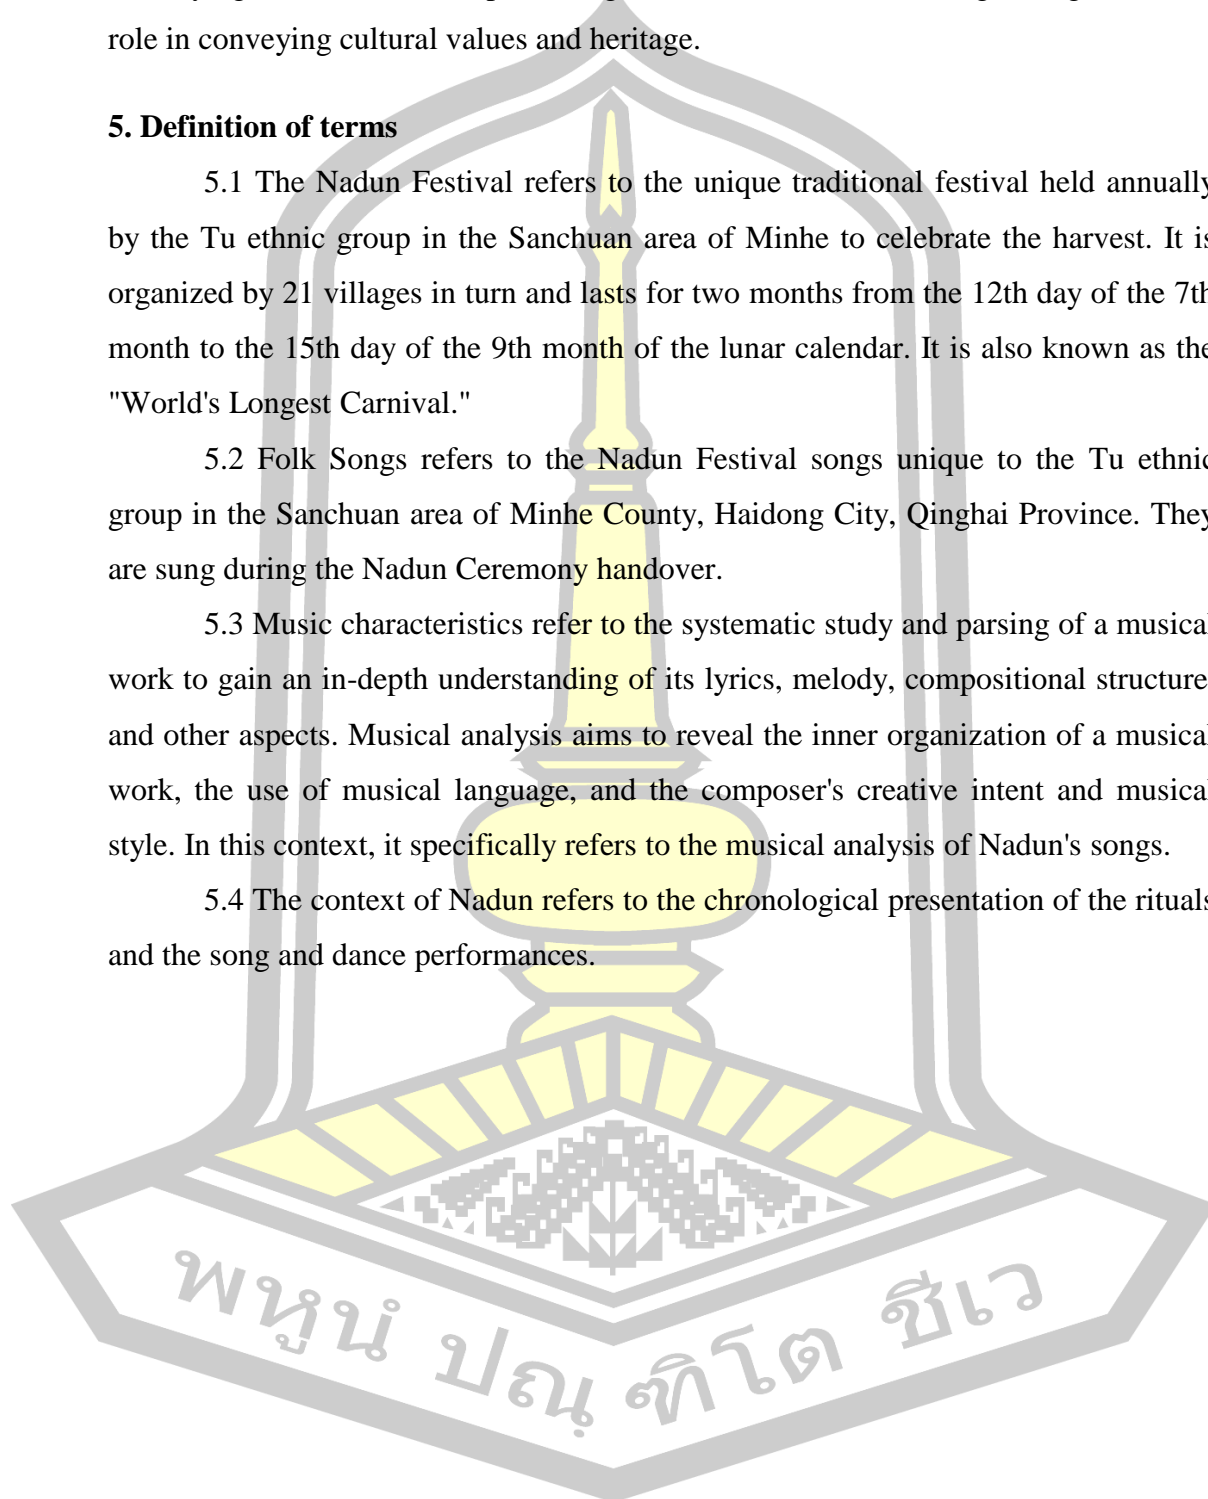 role in conveying cultural values and heritage.
5. Definition of terms
5.1 The Nadun Festival refers to the unique traditional festival held annually
by the Tu ethnic group in the Sanchuan area of Minhe to celebrate the harvest. It is
organized by 21 villages in turn and lasts for two months from the 12th day of the 7th
month to the 15th day of the 9th month of the lunar calendar. It is also known as the
"World's Longest Carnival."
5.2 Folk Songs refers to the Nadun Festival songs unique to the Tu ethnic
group in the Sanchuan area of Minhe County, Haidong City, Qinghai Province. They
are sung during the Nadun Ceremony handover.
5.3 Music characteristics refer to the systematic study and parsing of a musical
work to gain an in-depth understanding of its lyrics, melody, compositional structure,
and other aspects. Musical analysis aims to reveal the inner organization of a musical
work, the use of musical language, and the composer's creative intent and musical
style. In this context, it specifically refers to the musical analysis of Nadun's songs.
5.4 The context of Nadun refers to the chronological presentation of the rituals
and the song and dance performances.
พหูนํ ปณฺฑิโต ชีเว